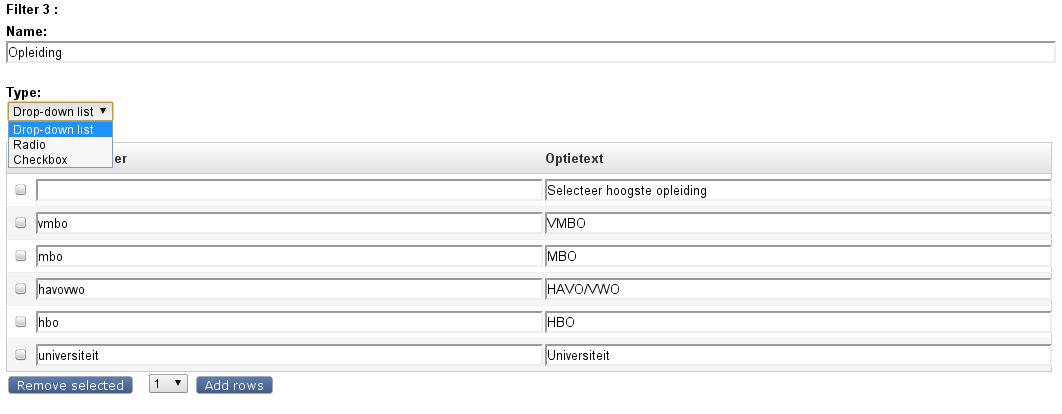 Filter 3 :
Name:
Opleiding
Type:
Drop-down list
Drop-down list
Radio
Checkbox
er Optietext
Selecteer hoogste opleiding
vmbo VMBO
mbo MBO
havovwo HAVO/VWO
hbo HBO
universiteit Universiteit
Remove selected 1 Add rows